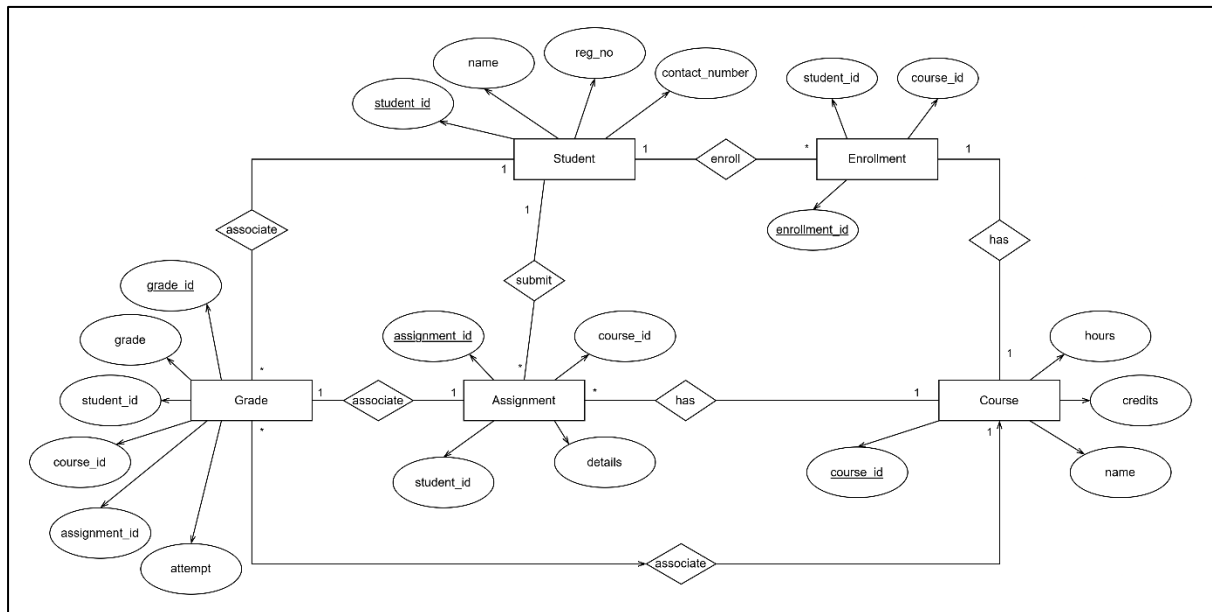 reg_no
name
contact_number
student_id
course_id
student_id
Student
1
enroll
*
Enrollment
1
1
1
enrollment_id
associate
has
submit
grade_id
assignment_id
course_id
hours
grade
1
*
*
student_id
Grade
1
associate
1
Assignment
*
has
1
Course
credits
*
1
course_id
details
course_id
name
student_id
assignment_id
attempt
associate